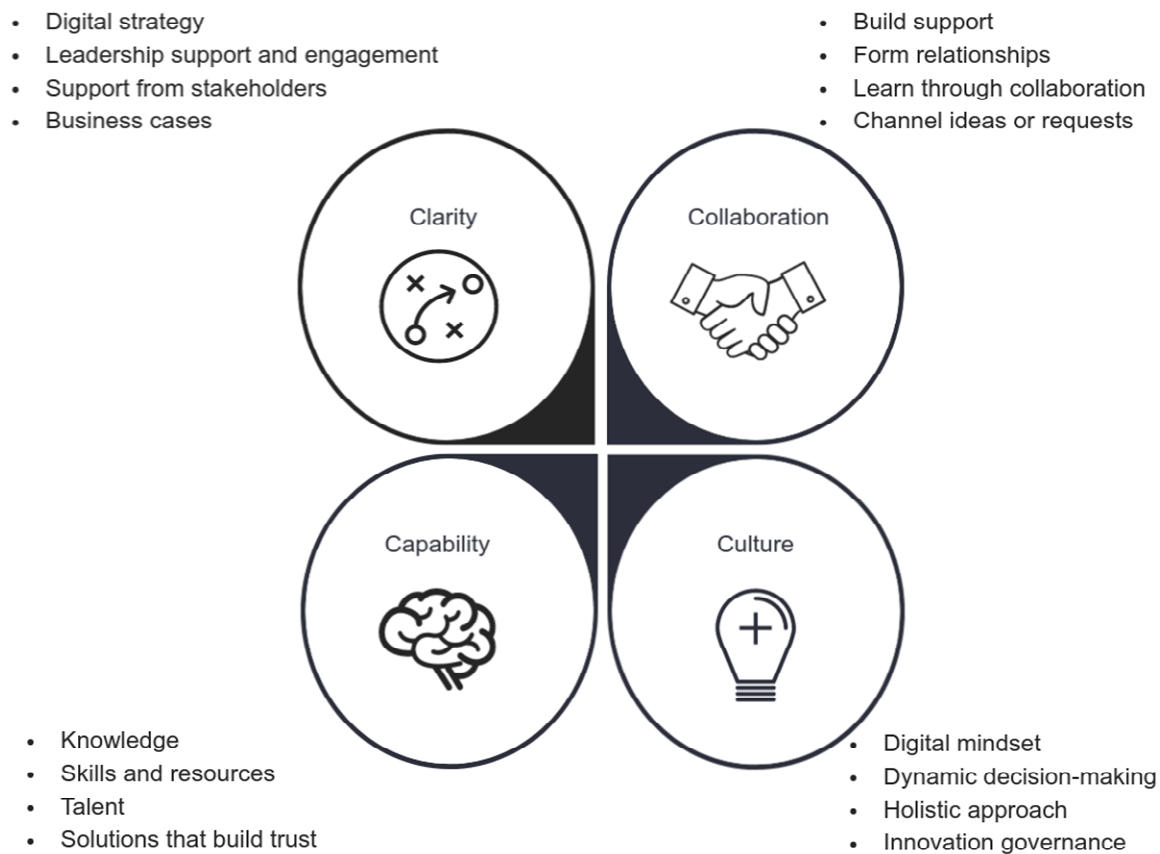 • Digital strategy
• Leadership support and engagement
• Support from stakeholders
• Business cases
• Build support
• Form relationships
• Learn through collaboration
• Channel ideas or requests
Clarity
Collaboration
Capability
Culture
• Knowledge
• Skills and resources
• Talent
• Solutions that build trust
• Digital mindset
• Dynamic decision-making
• Holistic approach
• Innovation governance